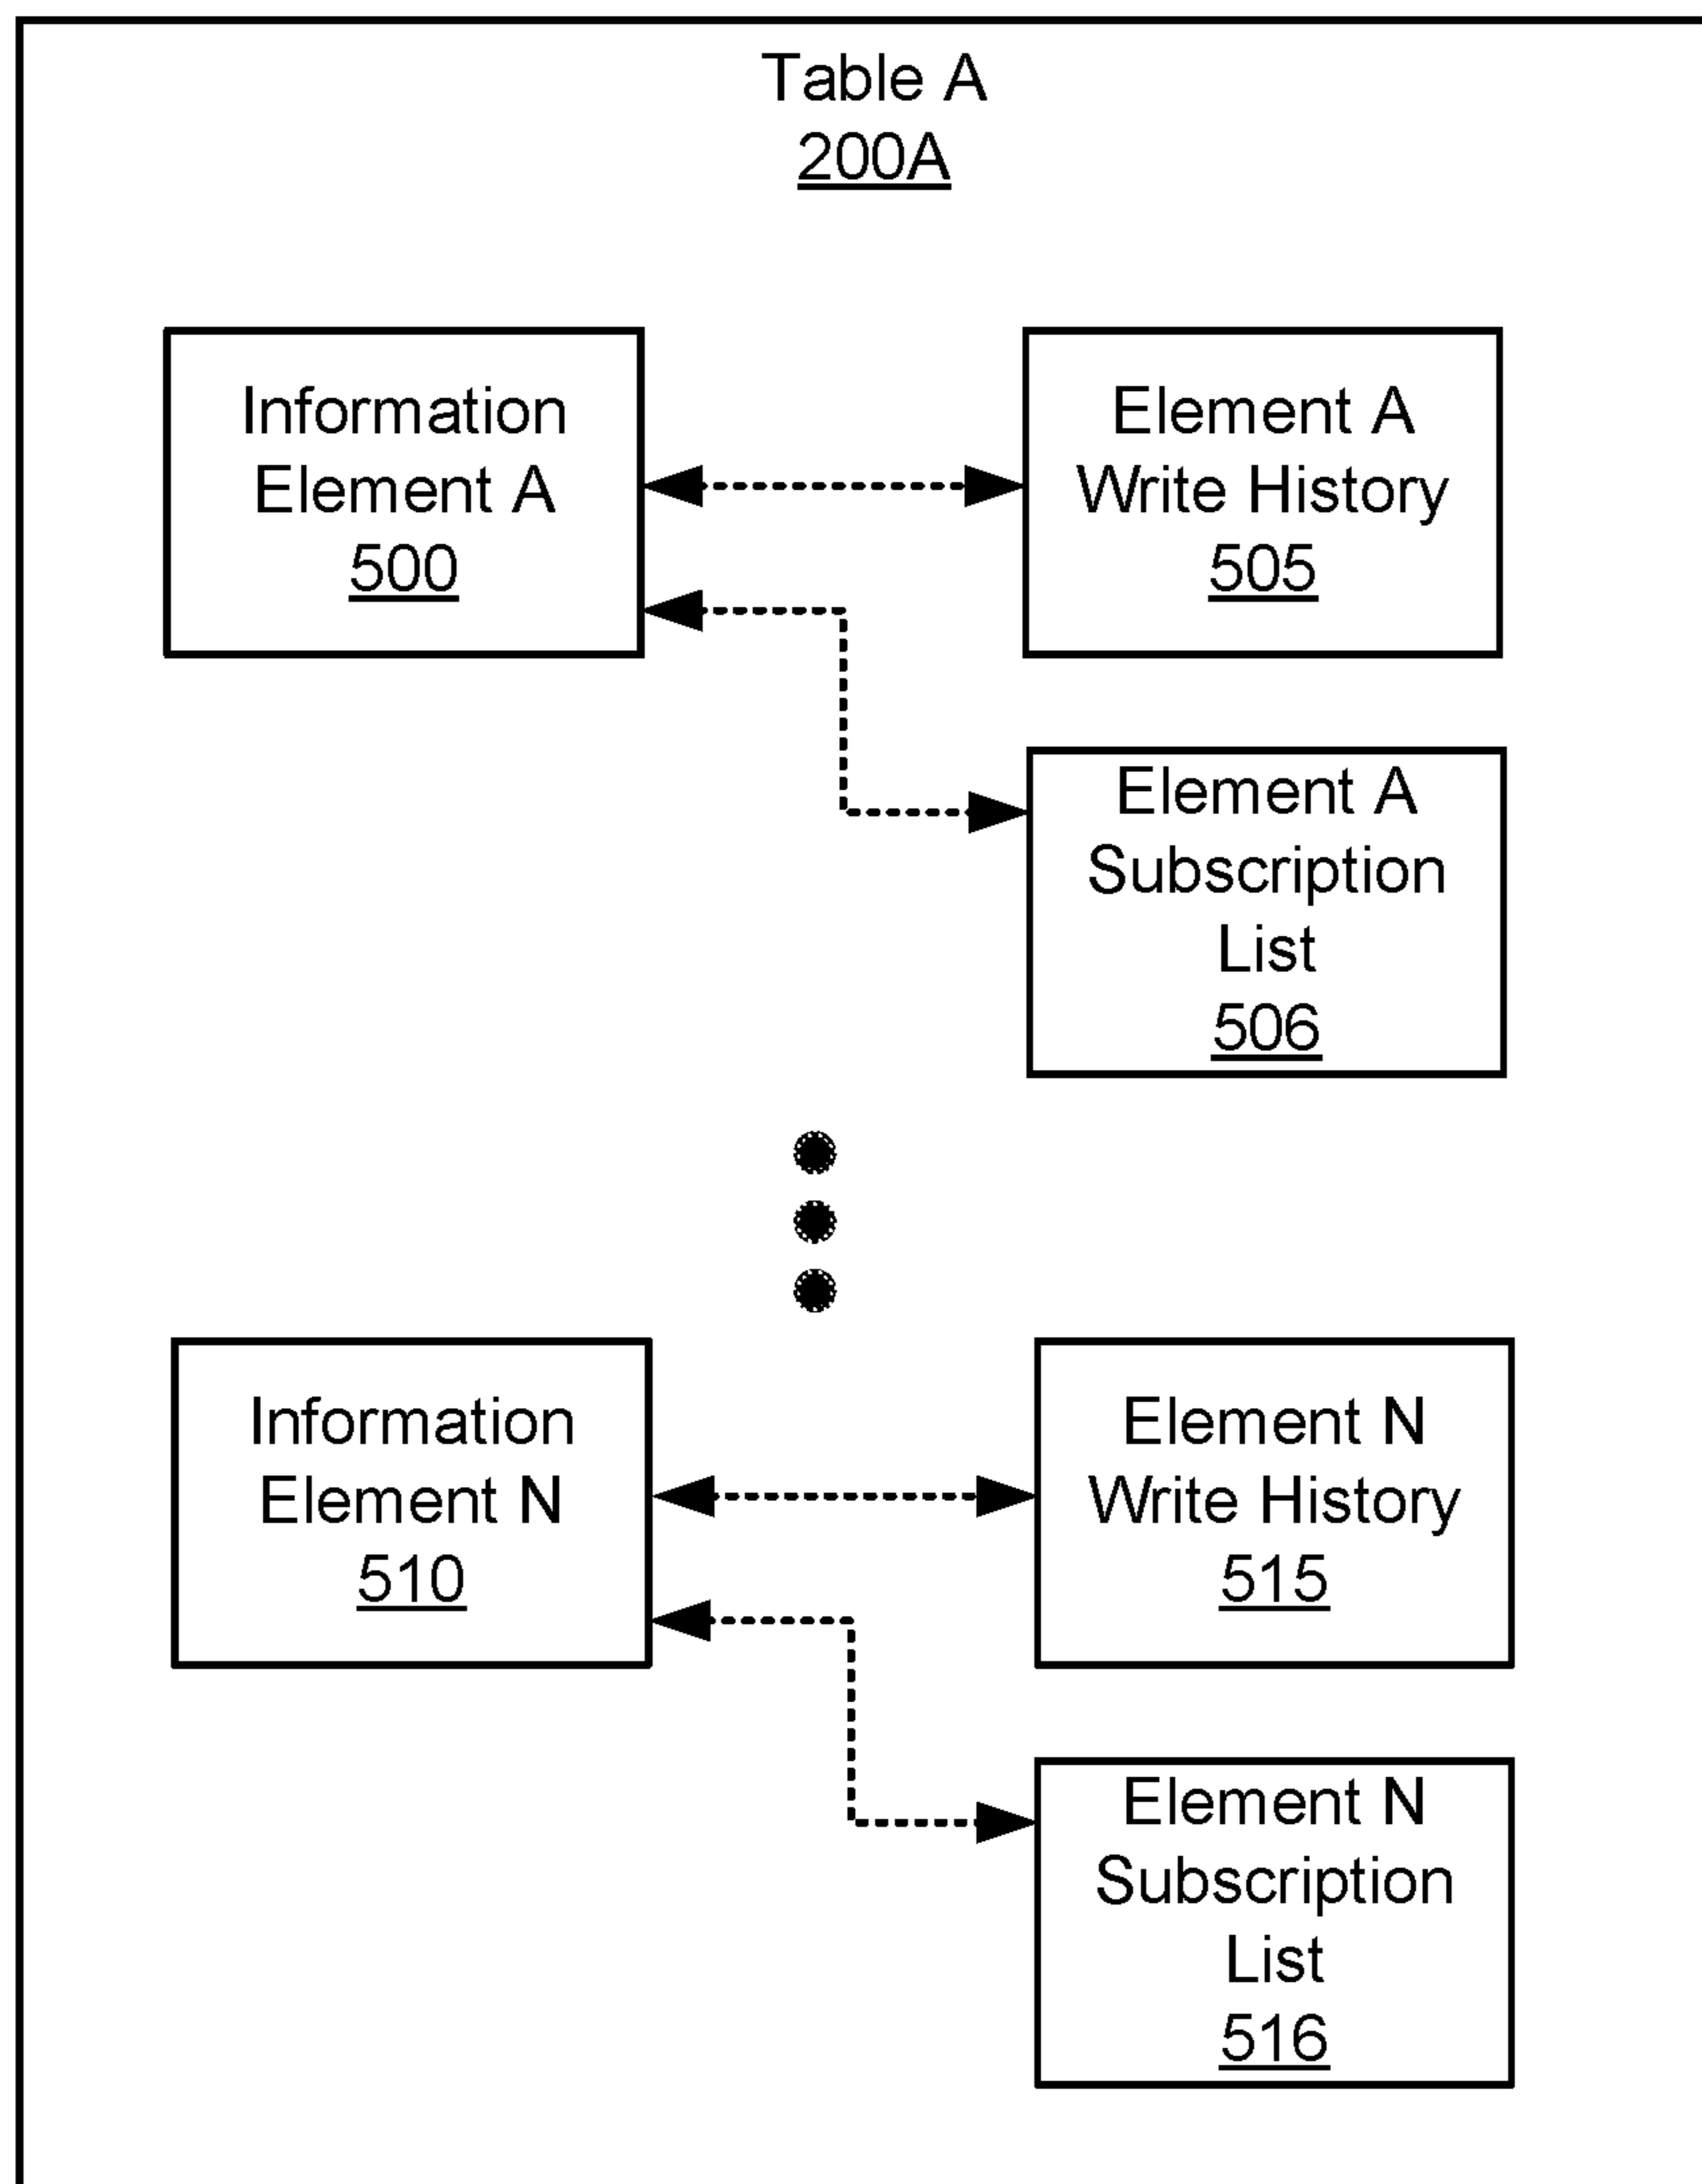 Table A
200A
Information
Element A
500
Element A
Write History
505
Element A
Subscription
List
506
Information
Element N
510
Element N
Write History
515
Element N
Subscription
List
516